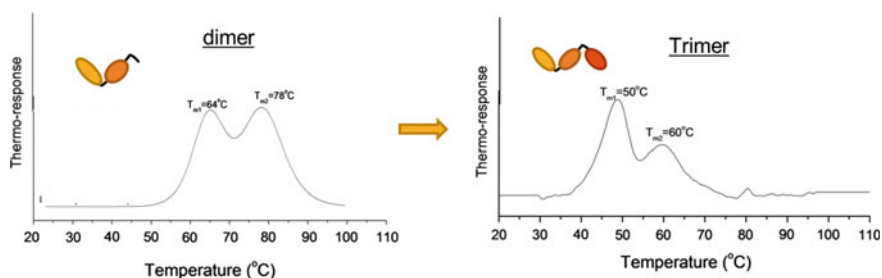 dimer
Tm1=64°C
Tm2=78°C
Thermo-response
20 30 40 50 60 70 80 90 100 110
Temperature (°C)
Trimer
Tm1=50°C
Tm2=60°C
Thermo-response
20 30 40 50 60 70 80 90 100 110
Temperature (°C)